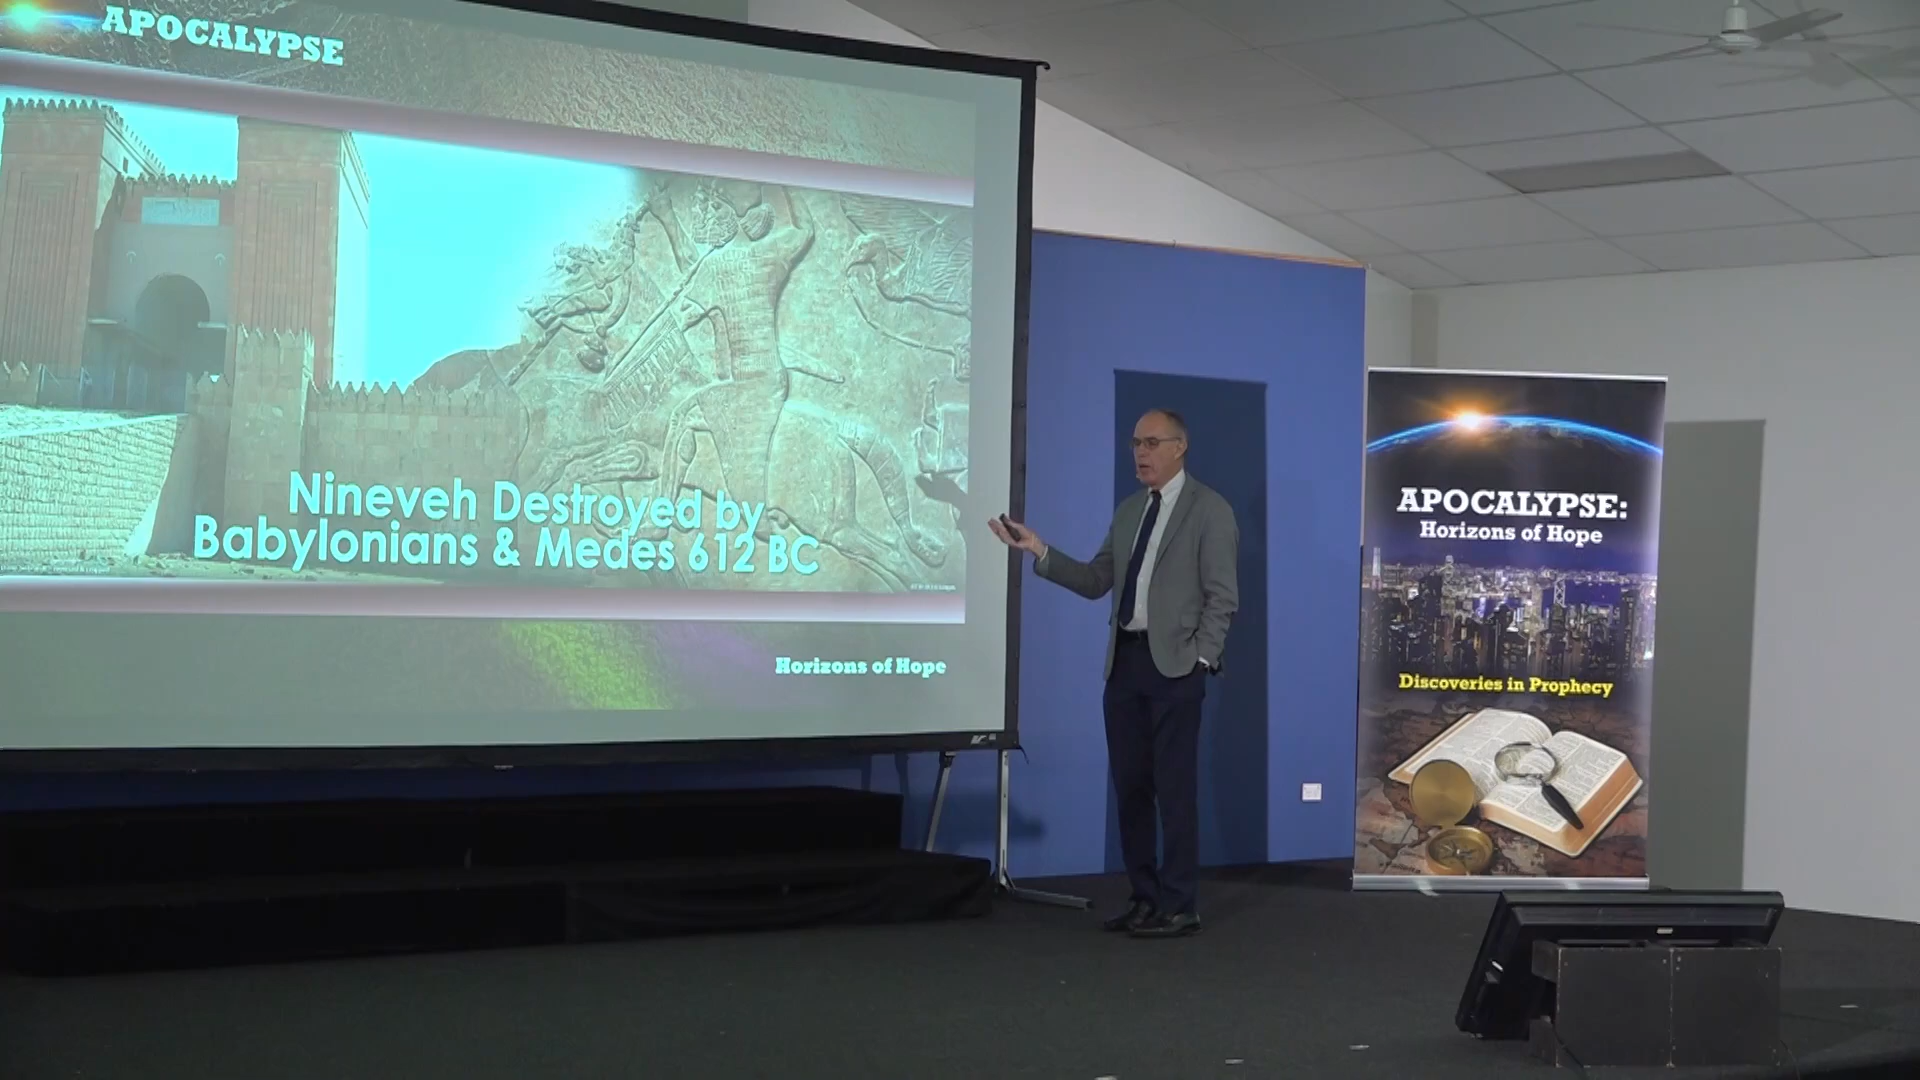 APOCALYPSE
Nineveh Destroyed by
Babylonians & Medes 612 BC
Horizons of Hope
APOCALYPSE:
Horizons of Hope
Discoveries in Prophecy